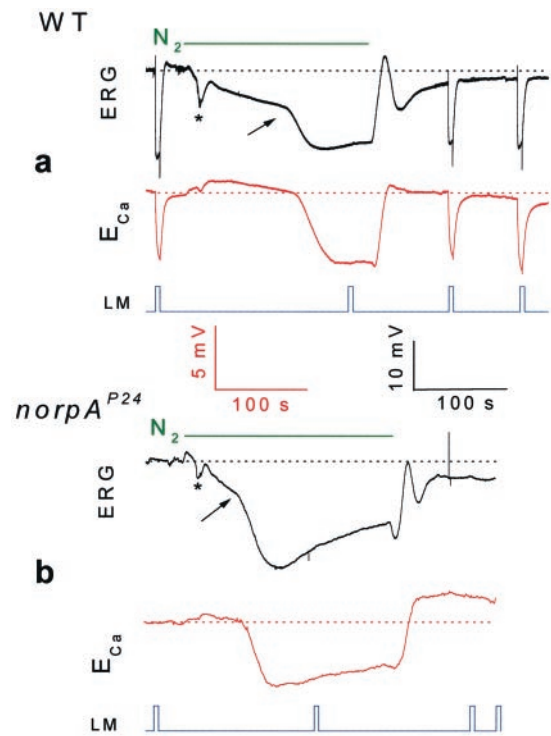 WT
N2
ERG
*
a
ECa
LM
5 mV
100 s
10 mV
100 s
norpA P24
N2
ERG
*
b
ECa
LM